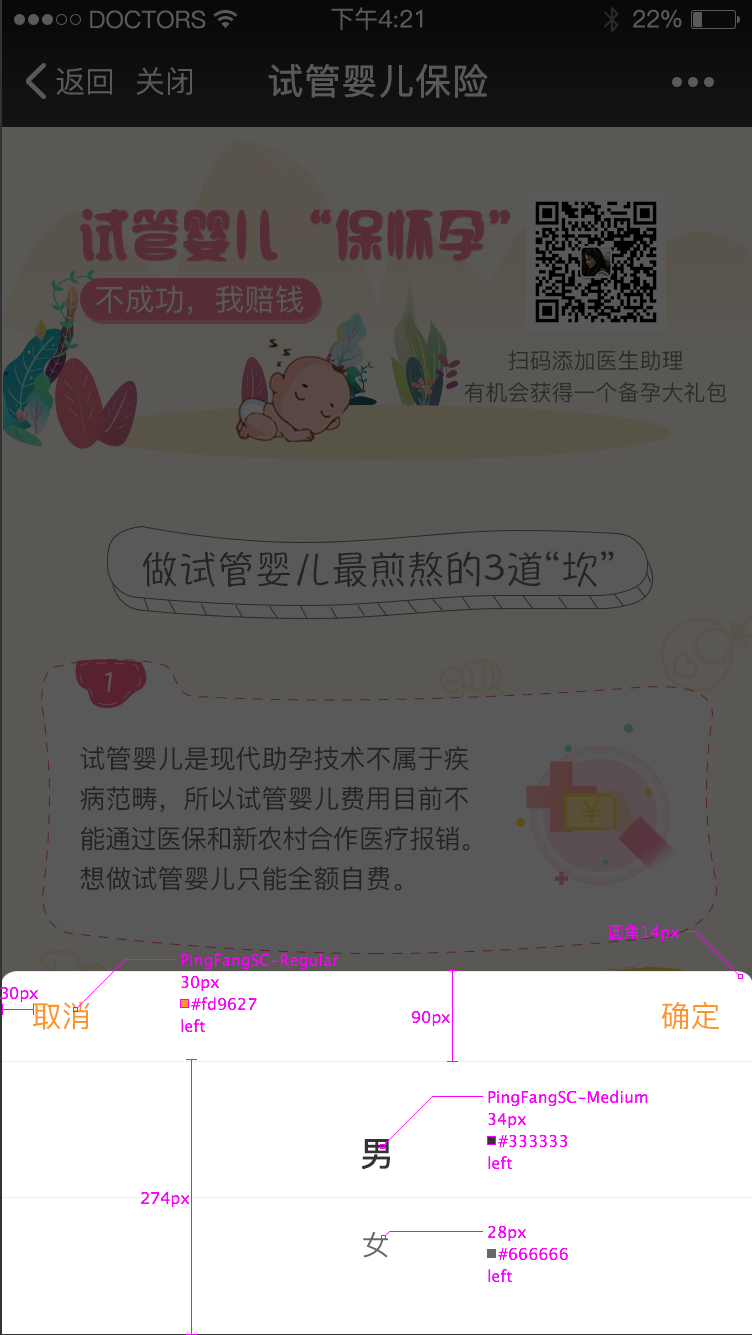 DOCTORS 下午4:21 22%
返回 关闭 试管婴儿保险
试管婴儿“保怀孕”
不成功，我赔钱
扫码添加医生助理
有机会获得一个备孕大礼包
做试管婴儿最煎熬的3道“坎”
1
试管婴儿是现代助孕技术不属于疾
病范畴，所以试管婴儿费用目前不
能通过医保和新农村合作医疗报销。
想做试管婴儿只能全额自费。
¥
圆角14px
PingFangSC-Regular
30px
#fd9627
left
30px
取消
90px
确定
PingFangSC-Medium
34px
#333333
left
男
274px
28px
#666666
left
女